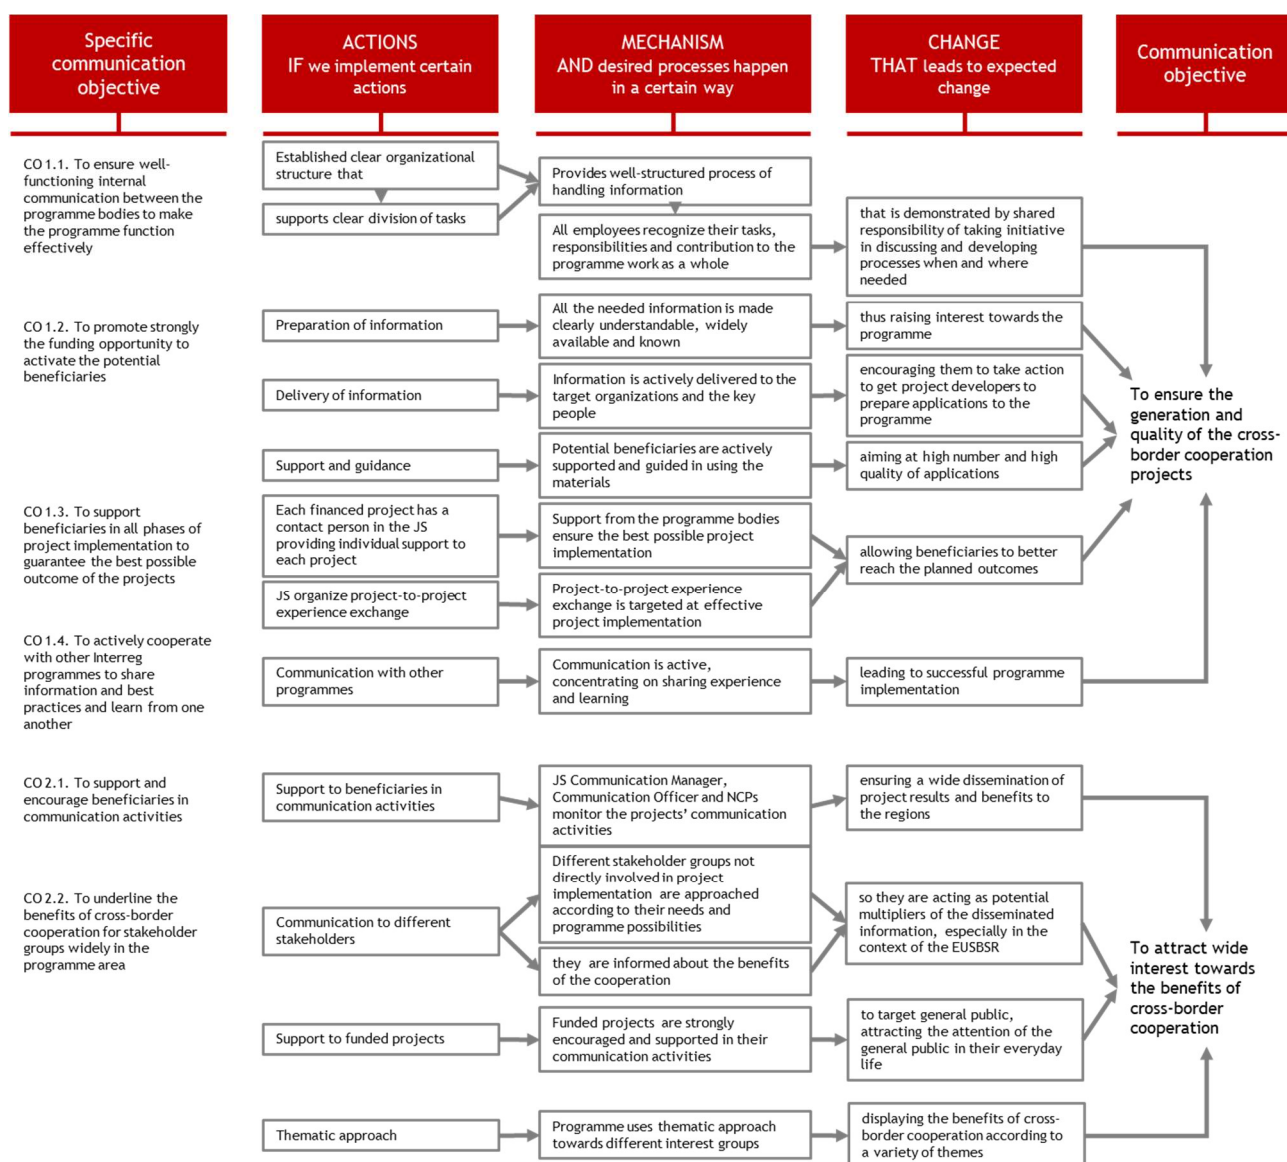 Specific
communication
objective
ACTIONS
IF we implement certain
actions
MECHANISM
AND desired processes happen
in a certain way
CHANGE
THAT leads to expected
change
Communication
objective
CO 1.1. To ensure well-
functioning internal
communication between the
programme bodies to make
the programme function
effectively
Established clear organizational
structure that
supports clear division of tasks
Provides well-structured process of
handling information
All employees recognize their tasks,
responsibilities and contribution to the
programme work as a whole
that is demonstrated by shared
responsibility of taking initiative
in discussing and developing
processes when and where
needed
CO 1.2. To promote strongly
the funding opportunity to
activate the potential
beneficiaries
Preparation of information
All the needed information is made
clearly understandable, widely
available and known
thus raising interest towards the
programme
Delivery of information
Information is actively delivered to the
target organizations and the key
people
encouraging them to take action
to get project developers to
prepare applications to the
programme
Support and guidance
Potential beneficiaries are actively
supported and guided in using the
materials
aiming at high number and high
quality of applications
To ensure the
generation and
quality of the cross-
border cooperation
projects
CO 1.3. To support
beneficiaries in all phases of
project implementation to
guarantee the best possible
outcome of the projects
Each financed project has a
contact person in the JS
providing individual support to
each project
Support from the programme bodies
ensure the best possible project
implementation
JS organize project-to-project
experience exchange
Project-to-project experience
exchange is targeted at effective
project implementation
allowing beneficiaries to better
reach the planned outcomes
CO 1.4. To actively cooperate
with other Interreg
programmes to share
information and best
practices and learn from one
another
Communication with other
programmes
Communication is active,
concentrating on sharing experience
and learning
leading to successful programme
implementation
CO 2.1. To support and
encourage beneficiaries in
communication activities
Support to beneficiaries in
communication activities
JS Communication Manager,
Communication Officer and NCPs
monitor the projects' communication
activities
ensuring a wide dissemination of
project results and benefits to
the regions
CO 2.2. To underline the
benefits of cross-border
cooperation for stakeholder
groups widely in the
programme area
Communication to different
stakeholders
Different stakeholder groups not
directly involved in project
implementation are approached
according to their needs and
programme possibilities
they are informed about the benefits
of the cooperation
so they are acting as potential
multipliers of the disseminated
information, especially in the
context of the EUSBSR
Support to funded projects
Funded projects are strongly
encouraged and supported in their
communication activities
to target general public,
attracting the attention of the
general public in their everyday
life
Thematic approach
Programme uses thematic approach
towards different interest groups
displaying the benefits of cross-
border cooperation according to
a variety of themes
To attract wide
interest towards
the benefits of
cross-border
cooperation